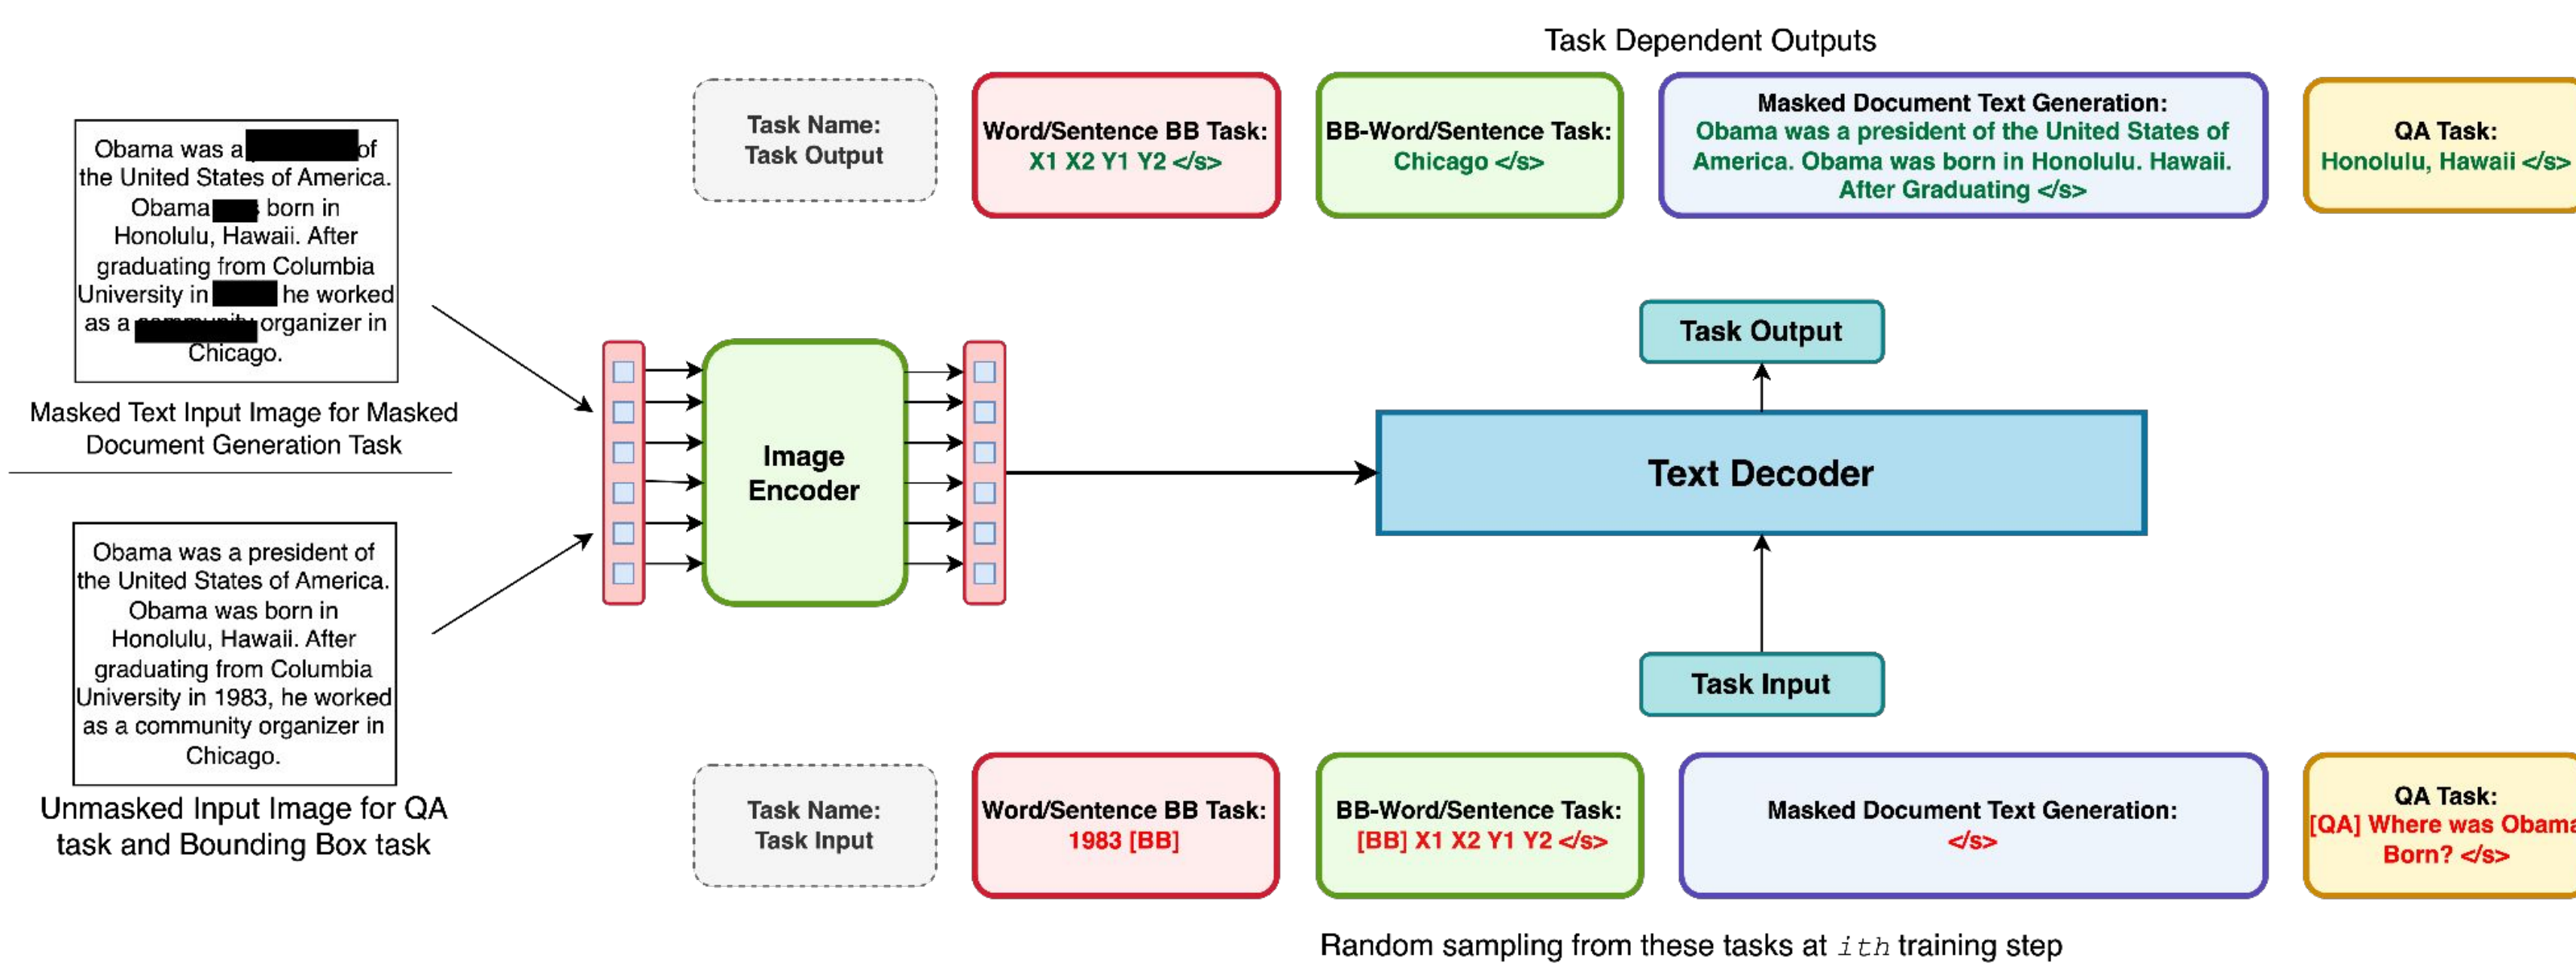 Task Dependent Outputs
Obama was a of
the United States of America.
Obama born in
Honolulu, Hawaii. After
graduating from Columbia
University in he worked
as a organizer in
Chicago.
Masked Text Input Image for Masked
Document Generation Task
Obama was a president of
the United States of America.
Obama was born in
Honolulu, Hawaii. After
graduating from Columbia
University in 1983, he worked
as a community organizer in
Chicago.
Unmasked Input Image for QA
task and Bounding Box task
Task Name:
Task Output
Word/Sentence BB Task:
X1 X2 Y1 Y2 </s>
BB-Word/Sentence Task:
Chicago </s>
Masked Document Text Generation:
Obama was a president of the United States of
America. Obama was born in Honolulu. Hawaii.
After Graduating </s>
QA Task:
Honolulu, Hawaii </s>
Image
Encoder
Task Output
Text Decoder
Task Input
Task Name:
Task Input
Word/Sentence BB Task:
1983 [BB]
BB-Word/Sentence Task:
[BB] X1 X2 Y1 Y2 </s>
Masked Document Text Generation:
</s>
QA Task:
[QA] Where was Obama
Born? </s>
Random sampling from these tasks at ith training step